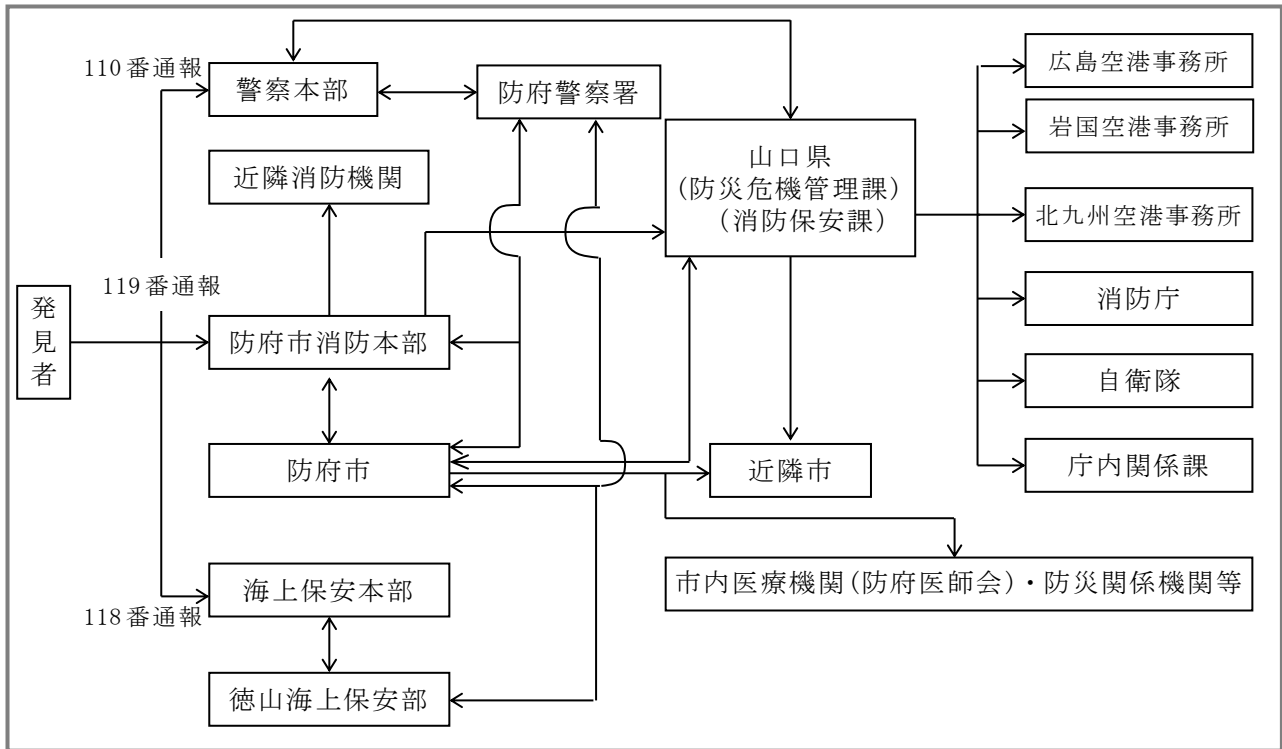 110番通報
警察本部
防府警察署
広島空港事務所
岩国空港事務所
近隣消防機関
山口県
(防災危機管理課)
(消防保安課)
北九州空港事務所
119番通報
発見者
防府市消防本部
消防庁
自衛隊
防府市
近隣市
庁内関係課
海上保安本部
118番通報
市内医療機関(防府医師会)・防災関係機関等
徳山海上保安部